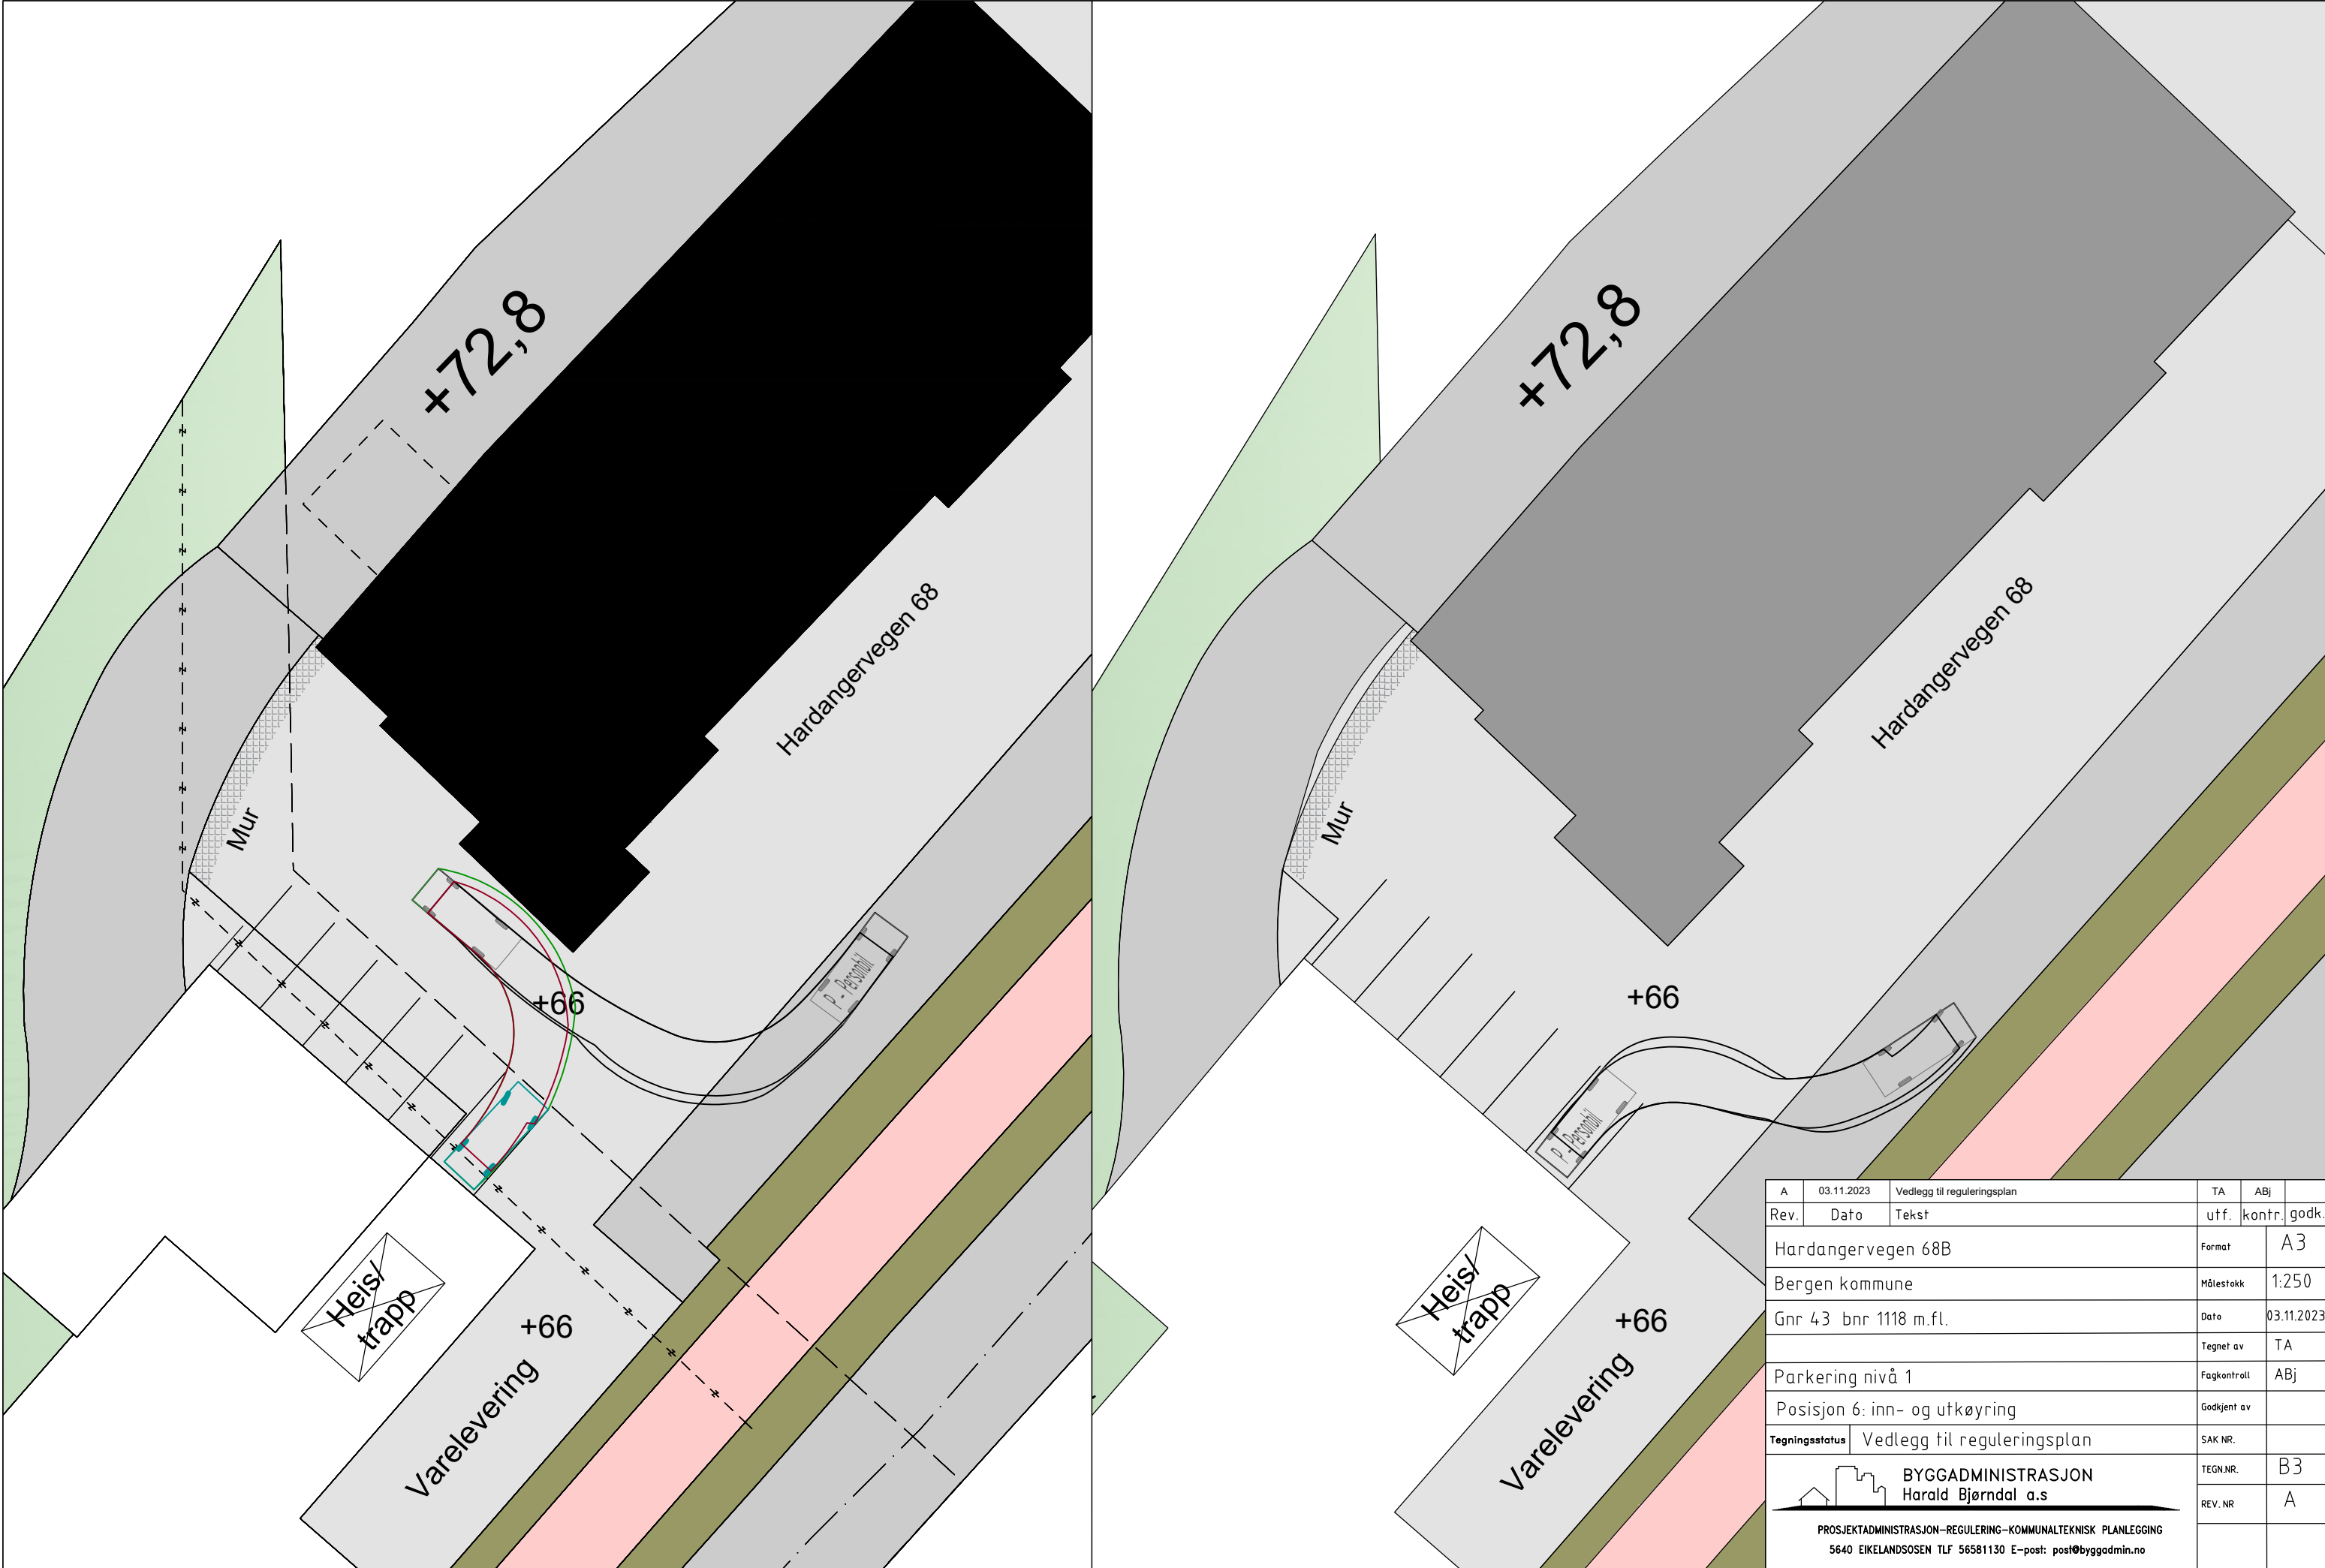 +72,8
Hardangervegen 68
Mur
P - Personbil
+66
Heis/
trapp
+66
Varelevering
+72,8
Hardangervegen 68
Mur
+66
P - Personbil
Heis/
trapp
+66
Varelevering
A 03.11.2023 Vedlegg til reguleringsplan TA ABj
Rev. Dato Tekst utf. kontr. godk.
Hardangervegen 68B Format A3
Bergen kommune Målestokk 1:250
Gnr 43 bnr 1118 m.fl. Dato 03.11.2023
Tegnet av TA
Parkering nivå 1 Fagkontroll ABj
Posisjon 6: inn- og utkøyring Godkjent av
Tegningsstatus Vedlegg til reguleringsplan SAK NR.
BYGGADMINISTRASJON TEGN.NR. B3
Harald Bjørndal a.s
REV. NR A
PROSJEKTADMINISTRASJON-REGULERING-KOMMUNALTEKNISK PLANLEGGING
5640 EIKELANDSOSEN TLF 56581130 E-post: post@byggadmin.no